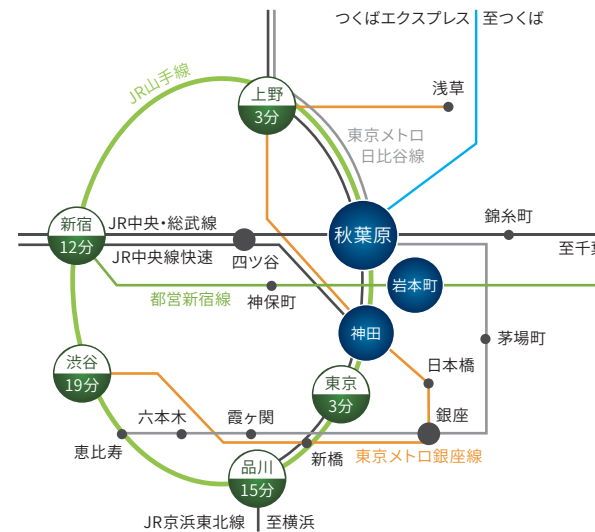 つくばエクスプレス
至つくば
JR山手線
上野
3分
浅草
東京メトロ
日比谷線
新宿
12分
JR中央・総武線
秋葉原
錦糸町
JR中央線快速
四ツ谷
至千葉
都営新宿線
神保町
岩本町
神田
茅場町
渋谷
19分
東京
3分
日本橋
六本木
霞ヶ関
銀座
恵比寿
新橋
東京メトロ銀座線
品川
15分
JR京浜東北線
至横浜